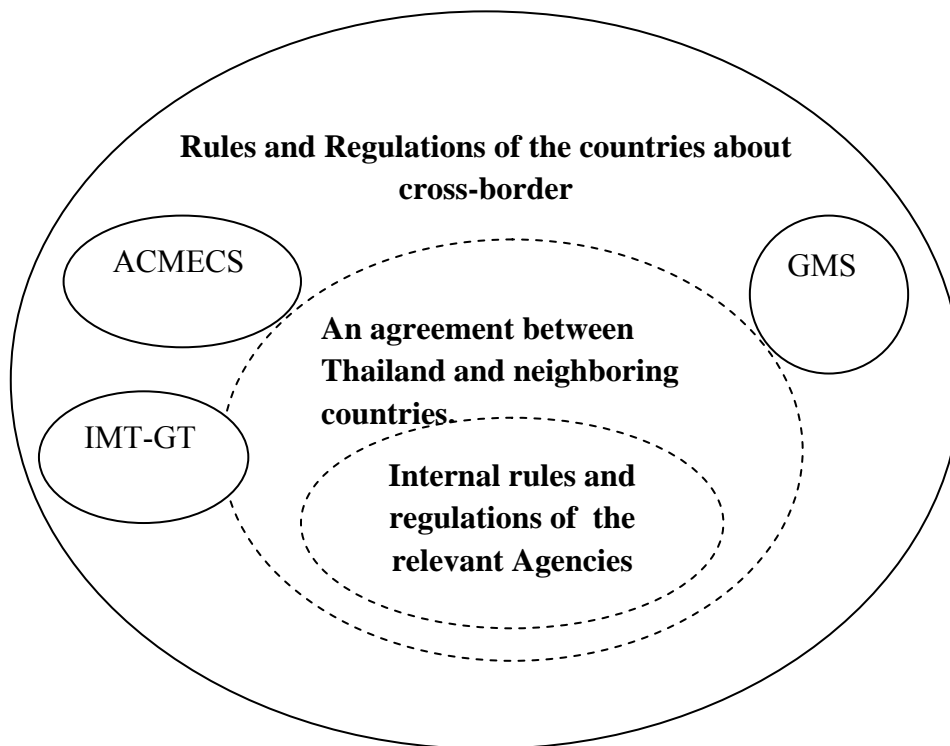 Rules and Regulations of the countries about
cross-border
ACMECS
GMS
An agreement between
Thailand and neighboring
countries.
IMT-GT
Internal rules and
regulations of the
relevant Agencies